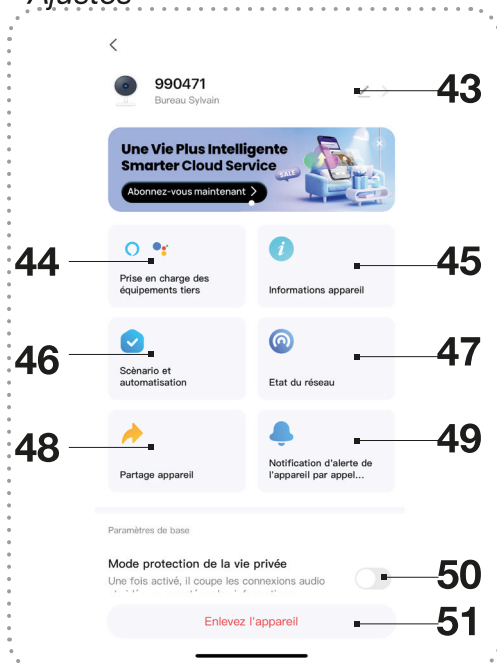 Ajustes
990471
Bureau Sylvain
43
Une Vie Plus Intelligente
Smarter Cloud Service
SALE
Abonnez-vous maintenant
44
Prise en charge des
équipements tiers
45
Informations appareil
46
Scènario et
automatisation
47
Etat du réseau
48
Partage appareil
49
Notification d'alerte de
l'appareil par appel...
Paramètres de base
Mode protection de la vie privée
Une fois activé, il coupe les connexions audio
50
Enlevez l'appareil
51